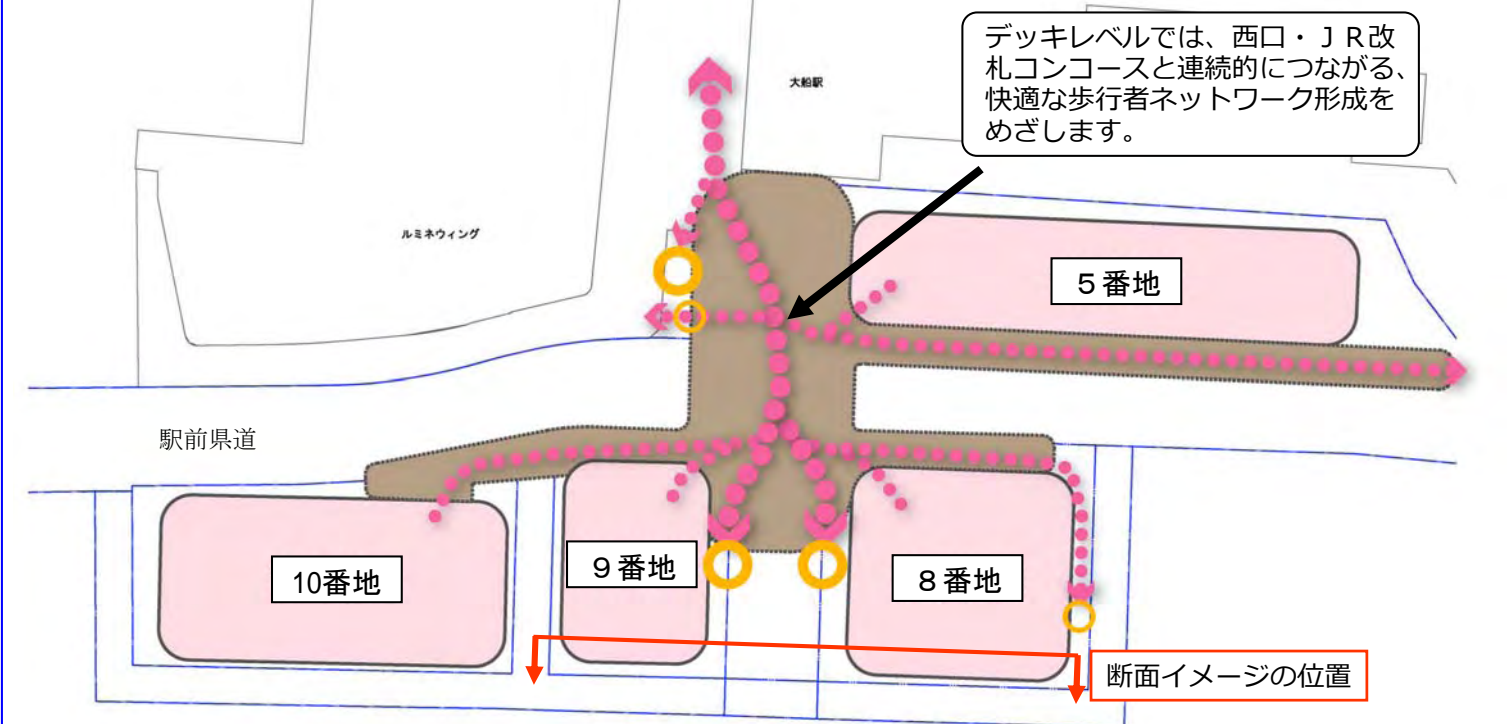 デッキレベルでは、西口・ＪＲ改
札コンコースと連続的につながる、
快適な歩行者ネットワーク形成を
めざします。
大船駅
ルミネウィング
５番地
駅前県道
10番地
９番地
８番地
断面イメージの位置